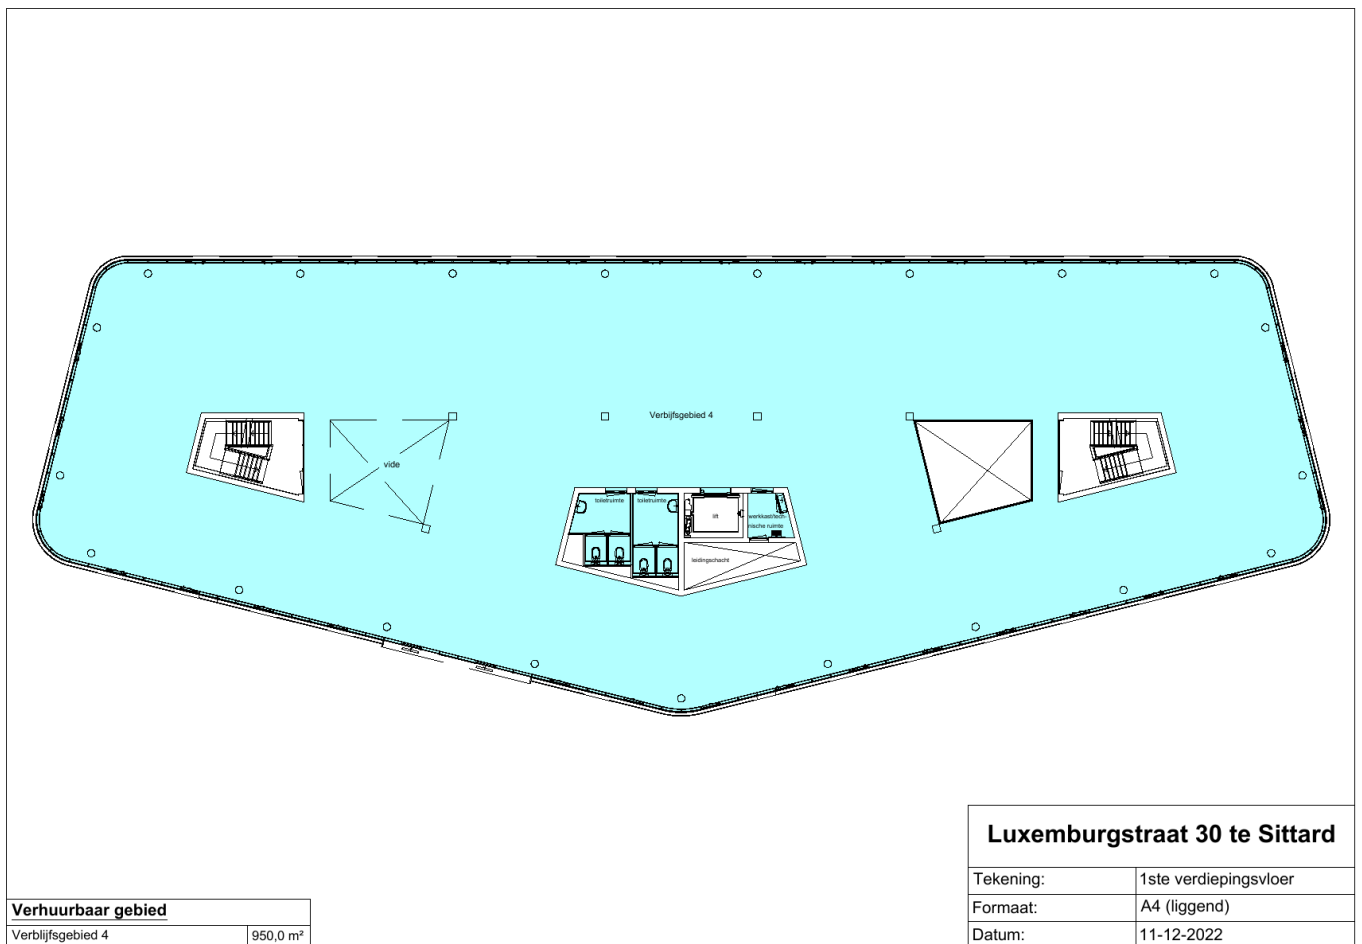 Verbijfsgebied 4
vide
toiletruimte
toiletruimte
lift
werkkast/tech-
nische ruimte
leidingschacht
Luxemburgstraat 30 te Sittard
Tekening: 1ste verdiepingsvloer
Formaat: A4 (liggend)
Datum: 11-12-2022
Verhuurbaar gebied
Verblijfsgebied 4 950,0 m²